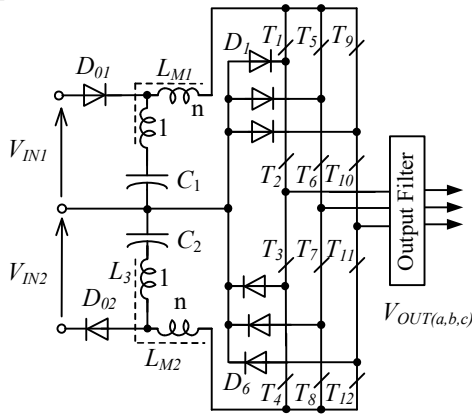 T1 T5 T9
LM1 D1
D01
n
1
VIN1
C1
T2 T6 T10
C2
T3 T7 T11
L3 1
VIN2
D02 n
LM2
D6
T4 T8 T12
Output Filter
VOUT(a,b,c)